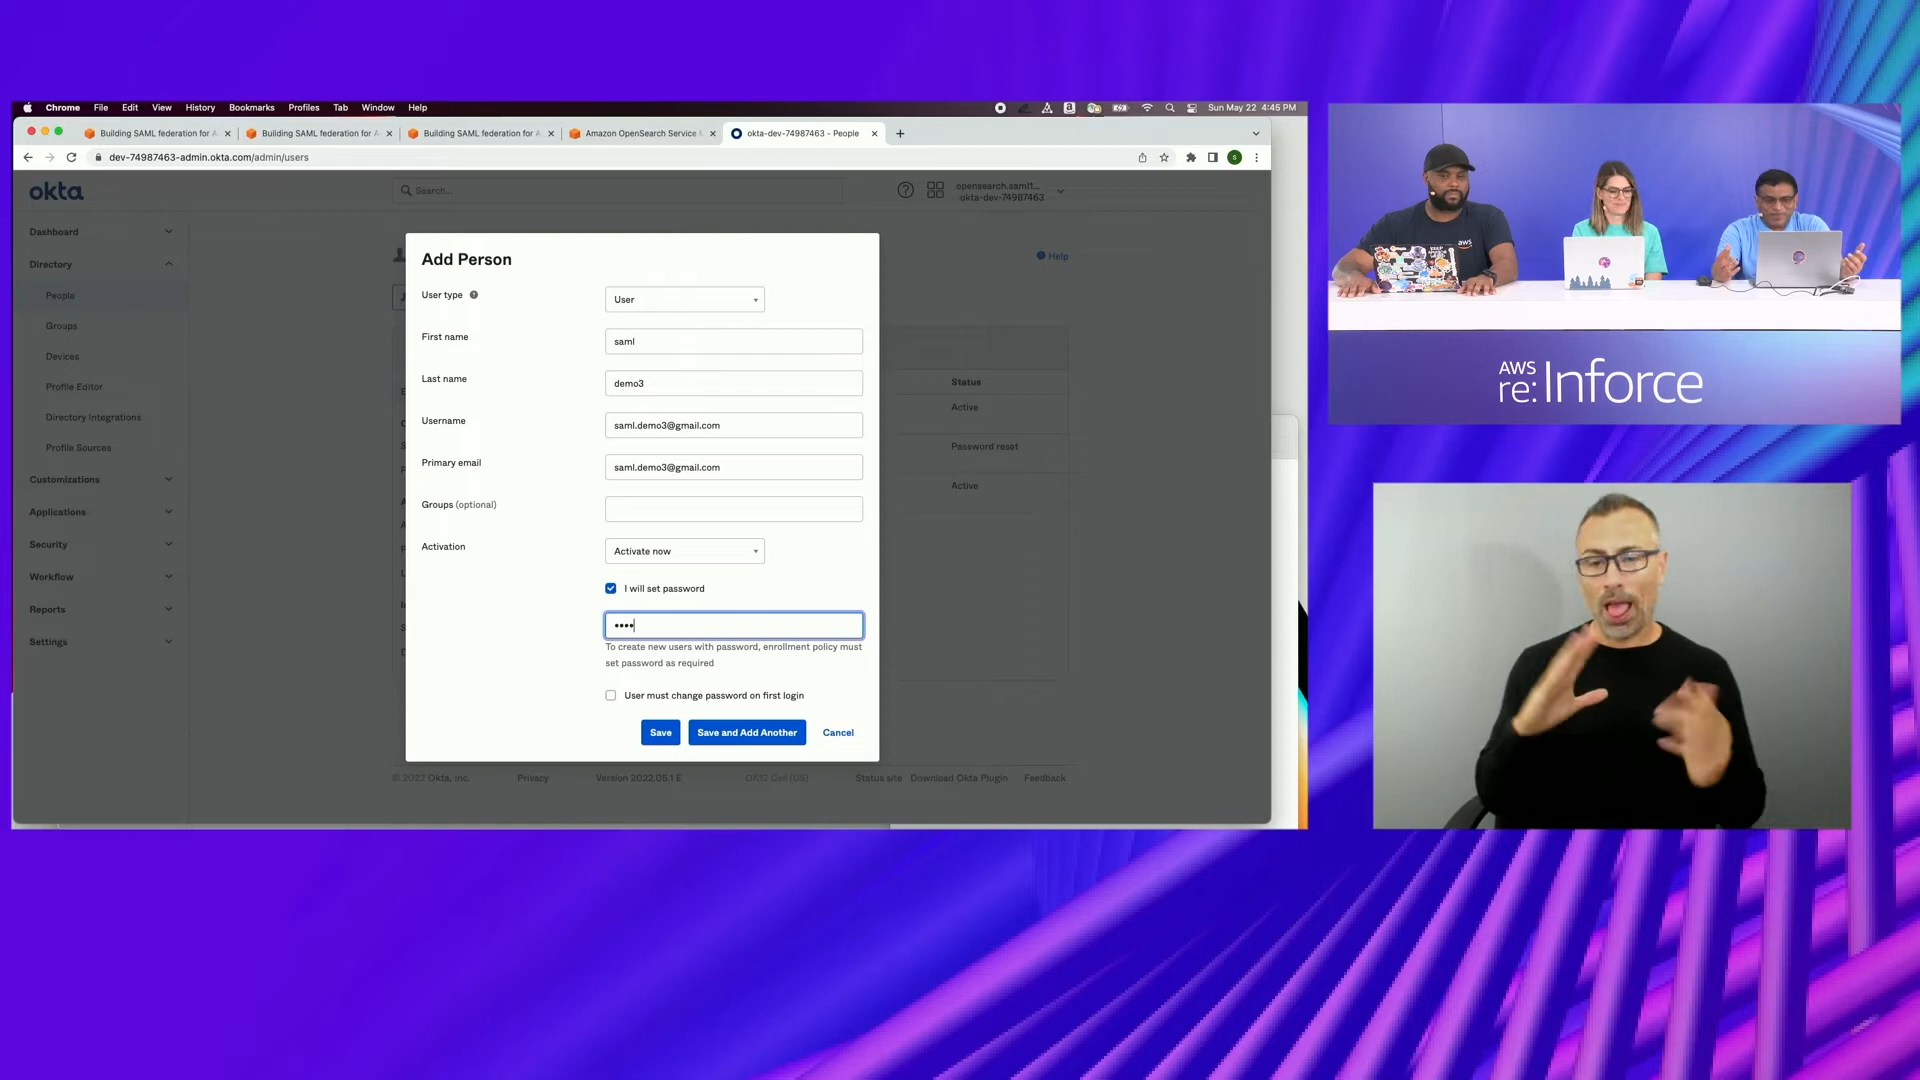 Chrome File Edit View History Bookmarks Profiles Tab Window Help
Sun May 22 4:45 PM
Building SAML federation for A
Building SAML federation for A
Building SAML federation for A
Amazon OpenSearch Service M
okta-dev-74987463 - People
dev-74987463-admin.okta.com/admin/users
okta
Search...
opensearch.saml1...
okta-dev-74987463
Dashboard
Directory
People
Groups
Devices
Profile Editor
Directory Integrations
Profile Sources
Customizations
Applications
Security
Workflow
Reports
Settings
Help
Add Person
User type
User
First name
saml
Last name
demo3
Username
saml.demo3@gmail.com
Primary email
saml.demo3@gmail.com
Groups (optional)
Activation
Activate now
I will set password
••••
To create new users with password, enrollment policy must
set password as required
User must change password on first login
Save
Save and Add Another
Cancel
Status
Active
Password reset
Active
© 2022 Okta, Inc.
Privacy
Version 2022.05.1 E
OK12 Cell (US)
Status site
Download Okta Plugin
Feedback
aws
AWS
re:Inforce